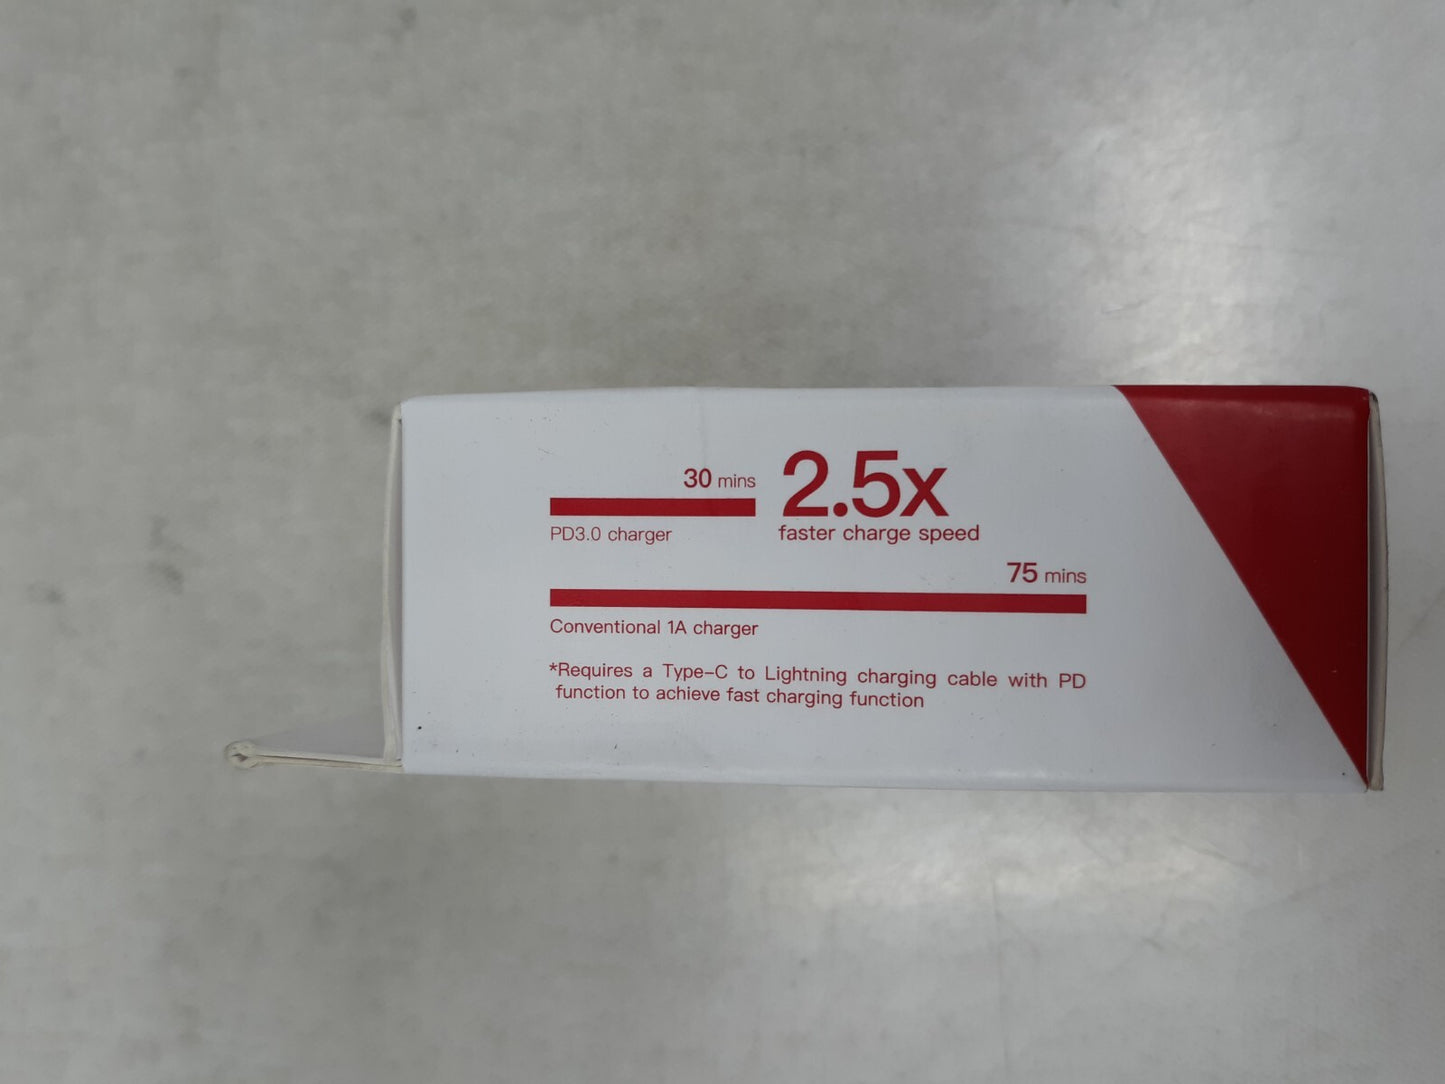 30 mins
2.5x
PD3.0 charger
faster charge speed
75 mins
Conventional 1A charger
*Requires a Type-C to Lightning charging cable with PD
function to achieve fast charging function